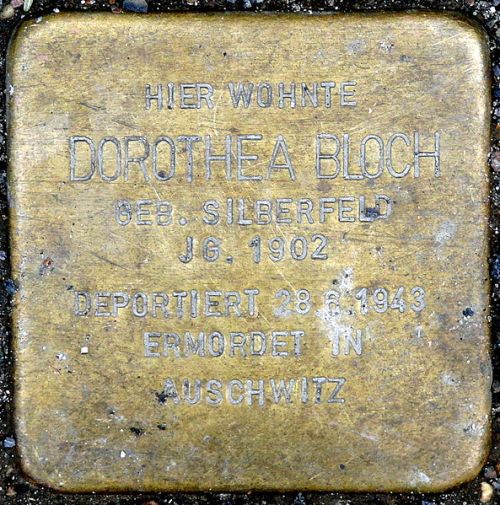 HIER WOHNTE
DOROTHEA BLOCH
GEB. SILBERFELD
JG. 1902
DEPORTIERT 28.6.1943
ERMORDET IN
AUSCHWITZ